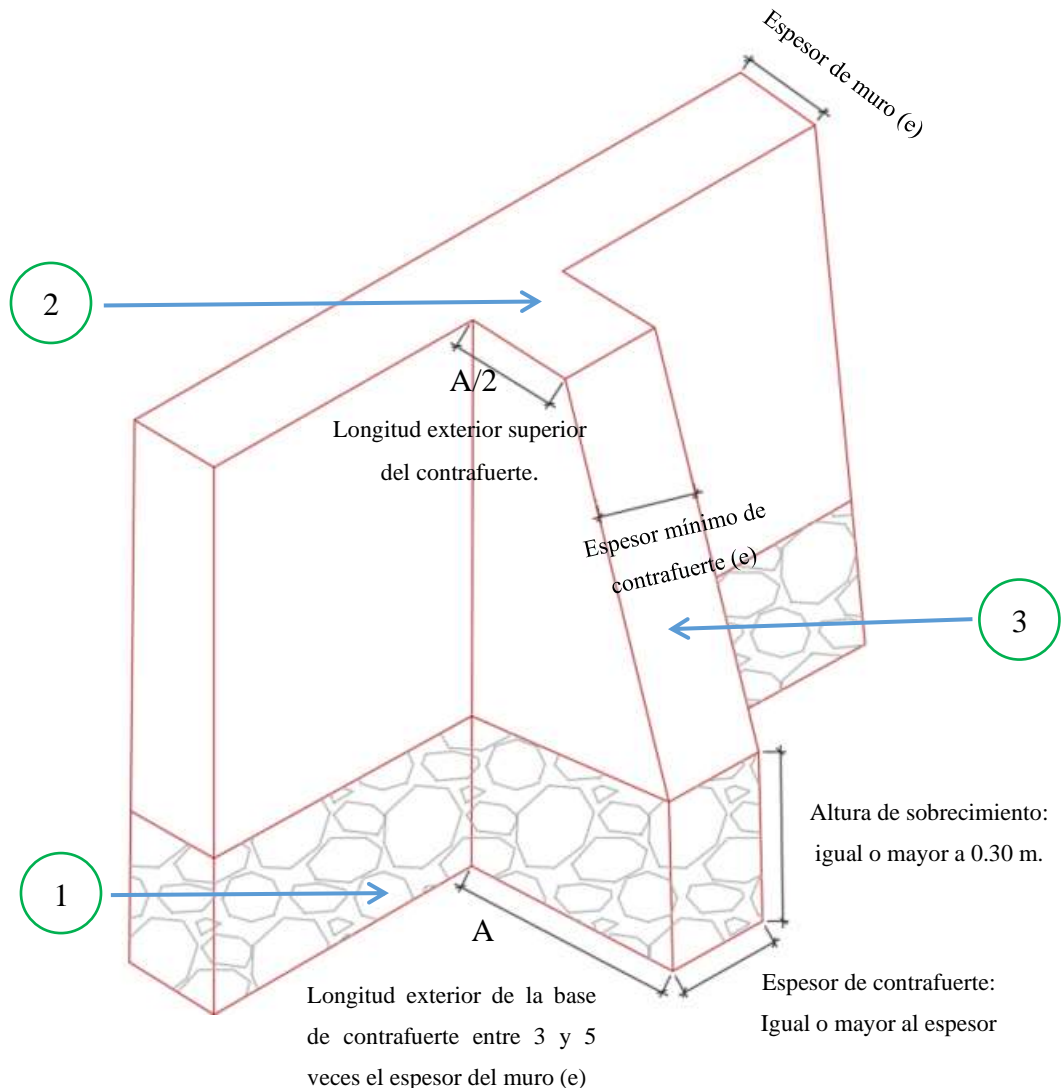 Espesor de muro (e)
2
A/2
Longitud exterior superior
del contrafuerte.
Espesor mínimo de
contrafuerte (e)
3
Altura de sobrecimiento:
igual o mayor a 0.30 m.
1
A
Longitud exterior de la base
de contrafuerte entre 3 y 5
veces el espesor del muro (e)
Espesor de contrafuerte:
Igual o mayor al espesor